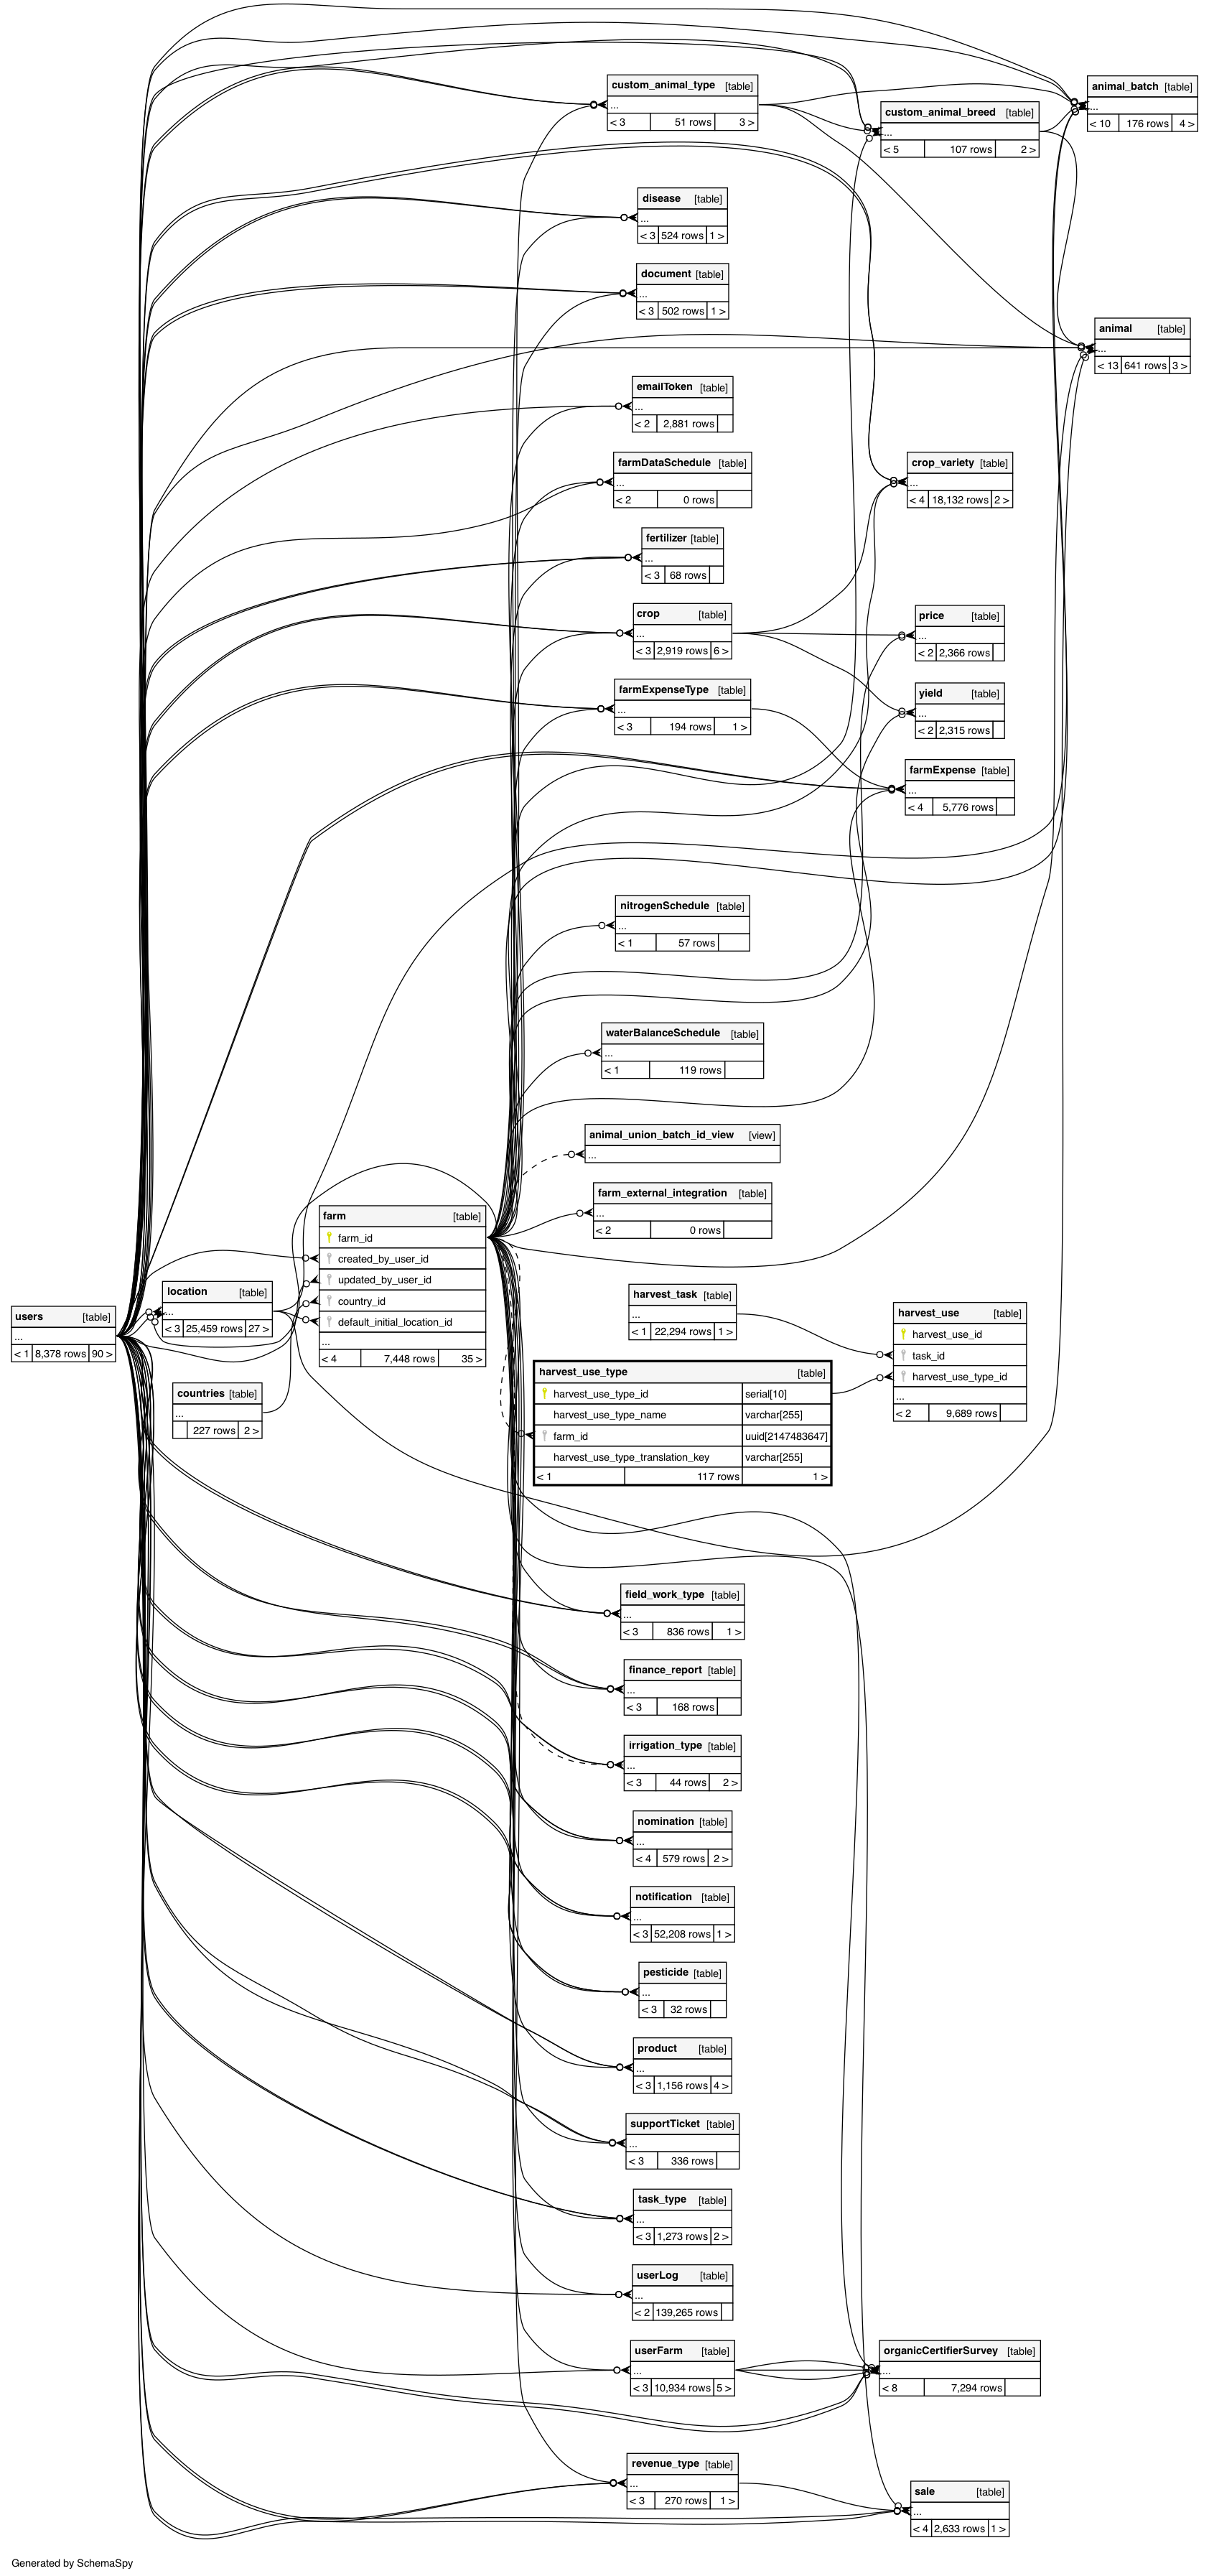 custom_animal_type [table]
...
< 3 51 rows 3 >
animal_batch [table]
...
< 10 176 rows 4 >
custom_animal_breed [table]
...
< 5 107 rows 2 >
disease [table]
...
< 3 524 rows 1 >
document [table]
...
< 3 502 rows 1 >
animal [table]
...
< 13 641 rows 3 >
emailToken [table]
...
< 2 2,881 rows
farmDataSchedule [table]
...
< 2 0 rows
crop_variety [table]
...
< 4 18,132 rows 2 >
fertilizer [table]
...
< 3 68 rows
crop [table]
...
< 3 2,919 rows 6 >
price [table]
...
< 2 2,366 rows
farmExpenseType [table]
...
< 3 194 rows 1 >
yield [table]
...
< 2 2,315 rows
farmExpense [table]
...
< 4 5,776 rows
nitrogenSchedule [table]
...
< 1 57 rows
waterBalanceSchedule [table]
...
< 1 119 rows
animal_union_batch_id_view [view]
...
farm_external_integration [table]
...
< 2 0 rows
farm [table]
farm_id
created_by_user_id
updated_by_user_id
country_id
default_initial_location_id
...
< 4 7,448 rows 35 >
location [table]
...
< 3 25,459 rows 27 >
users [table]
...
< 1 8,378 rows 90 >
countries [table]
...
227 rows 2 >
harvest_task [table]
...
< 1 22,294 rows 1 >
harvest_use [table]
harvest_use_id
task_id
harvest_use_type_id
...
< 2 9,689 rows
harvest_use_type [table]
harvest_use_type_id serial[10]
harvest_use_type_name varchar[255]
farm_id uuid[2147483647]
harvest_use_type_translation_key varchar[255]
< 1 117 rows 1 >
field_work_type [table]
...
< 3 836 rows 1 >
finance_report [table]
...
< 3 168 rows
irrigation_type [table]
...
< 3 44 rows 2 >
nomination [table]
...
< 4 579 rows 2 >
notification [table]
...
< 3 52,208 rows 1 >
pesticide [table]
...
< 3 32 rows
product [table]
...
< 3 1,156 rows 4 >
supportTicket [table]
...
< 3 336 rows
task_type [table]
...
< 3 1,273 rows 2 >
userLog [table]
...
< 2 139,265 rows
userFarm [table]
...
< 3 10,934 rows 5 >
organicCertifierSurvey [table]
...
< 8 7,294 rows
revenue_type [table]
...
< 3 270 rows 1 >
sale [table]
...
< 4 2,633 rows 1 >
Generated by SchemaSpy